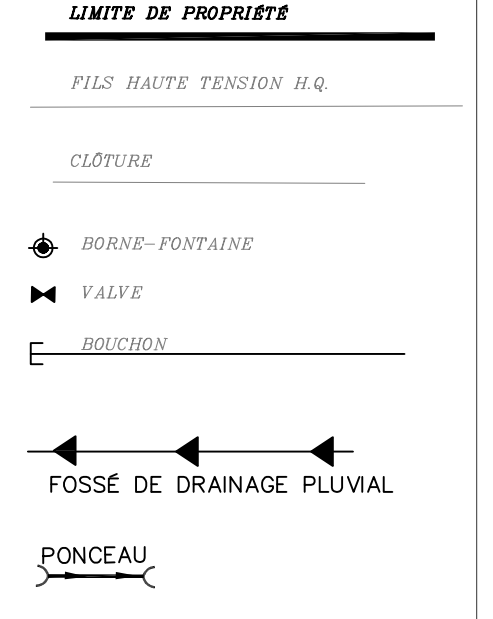 LIMITE DE PROPRIÉTÉ
FILS HAUTE TENSION H.Q.
CLÔTURE
BORNE-FONTAINE
VALVE
BOUCHON
FOSSÉ DE DRAINAGE PLUVIAL
PONCEAU